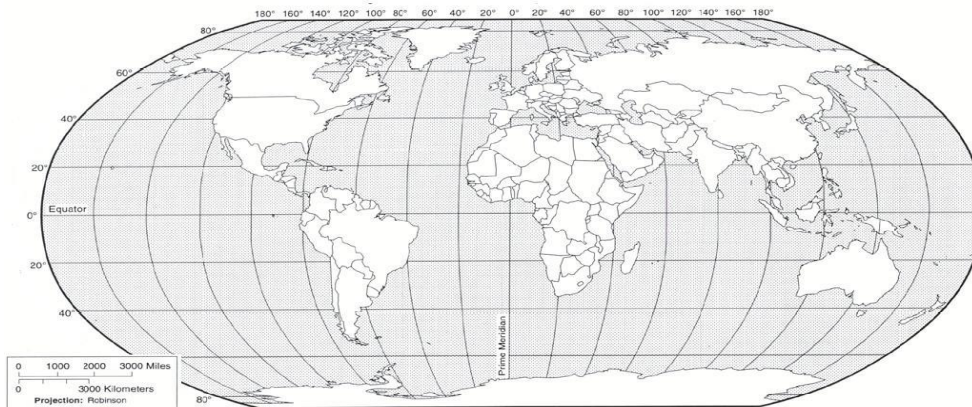 180° 160° 140° 120° 100° 80° 60° 40° 20° 0° 20° 40° 60° 80° 100° 120° 140° 160° 180°
80°
60°
40°
20°
Equator
0°
20°
40°
Prime Meridian
0 1000 2000 3000 Miles
0 3000 Kilometers
Projection: Robinson
80°